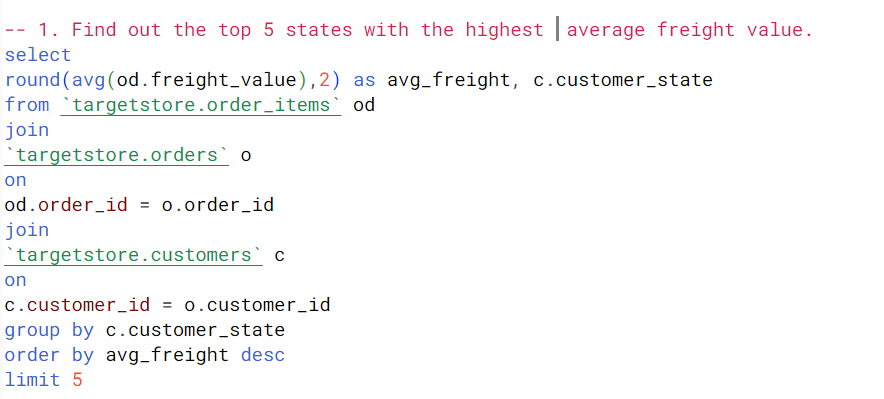 -- 1. Find out the top 5 states with the highest average freight value.
select
round(avg(od.freight_value),2) as avg_freight, c.customer_state
from `targetstore.order_items` od
join
`targetstore.orders` o
on
od.order_id = o.order_id
join
`targetstore.customers` c
on
c.customer_id = o.customer_id
group by c.customer_state
order by avg_freight desc
limit 5